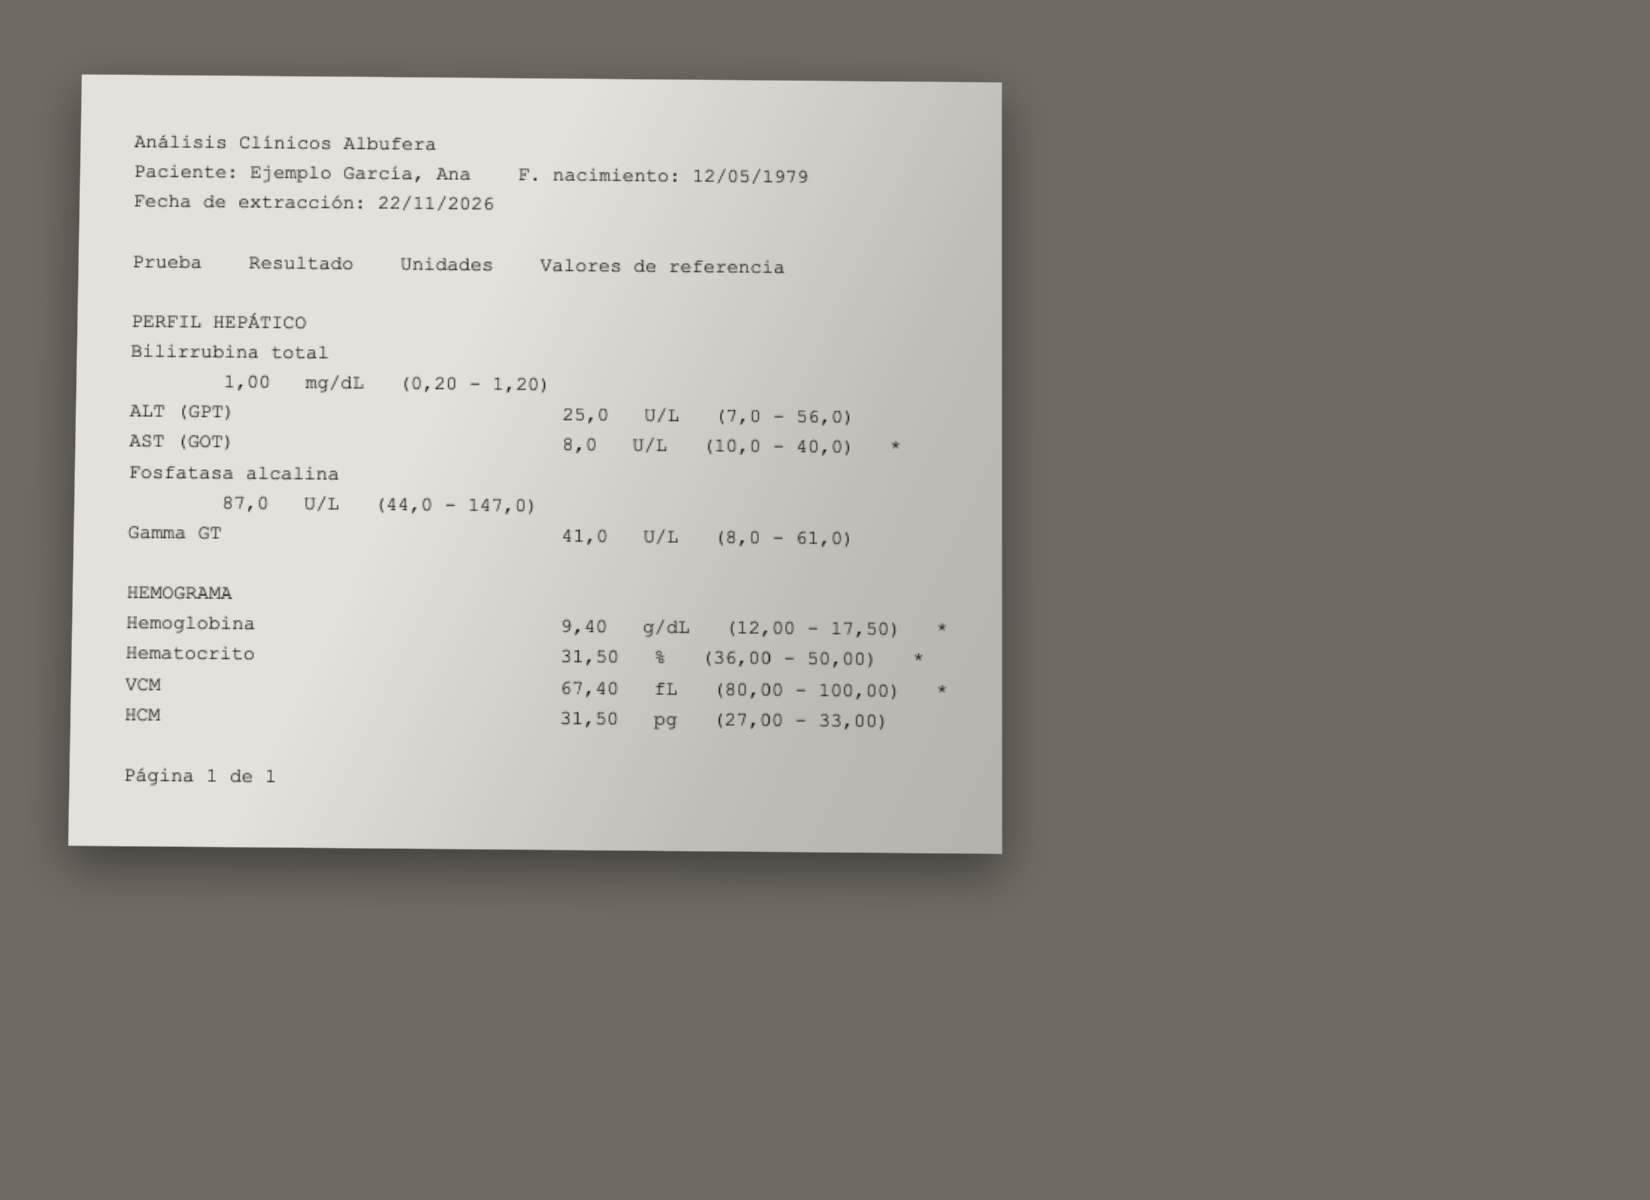 Análisis Clínicos Albufera
Paciente: Ejemplo García, Ana    F. nacimiento: 12/05/1979
Fecha de extracción: 22/11/2026
Prueba    Resultado    Unidades    Valores de referencia
PERFIL HEPÁTICO
Bilirrubina total
1,00   mg/dL   (0,20 - 1,20)
ALT (GPT)    25,0   U/L   (7,0 - 56,0)
AST (GOT)    8,0   U/L   (10,0 - 40,0)   *
Fosfatasa alcalina
87,0   U/L   (44,0 - 147,0)
Gamma GT    41,0   U/L   (8,0 - 61,0)
HEMOGRAMA
Hemoglobina    9,40   g/dL   (12,00 - 17,50)   *
Hematocrito    31,50   %   (36,00 - 50,00)   *
VCM    67,40   fL   (80,00 - 100,00)   *
HCM    31,50   pg   (27,00 - 33,00)
Página 1 de 1